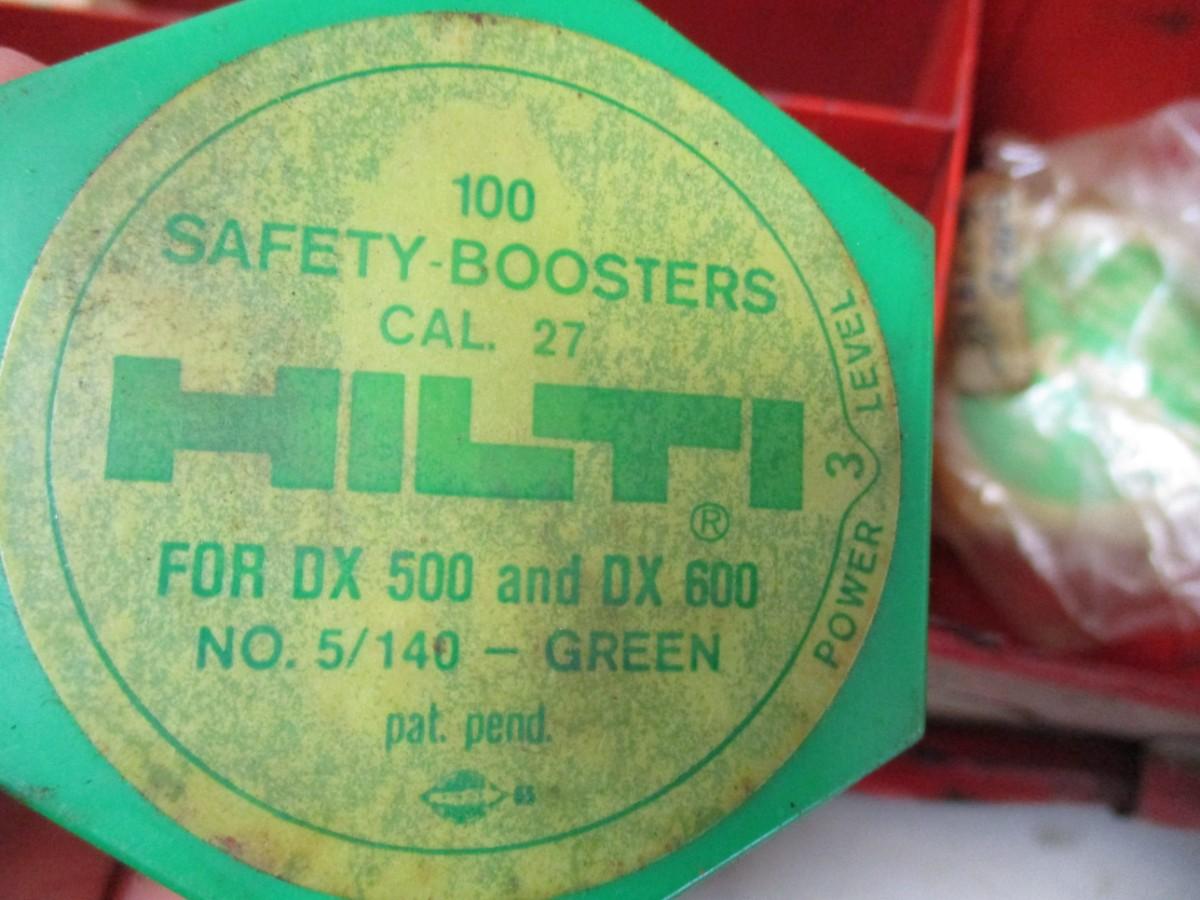 100
SAFETY-BOOSTERS
CAL. 27
HILTI
®
FOR DX 500 and DX 600
NO. 5/140 – GREEN
pat. pend.
POWER 3 LEVEL